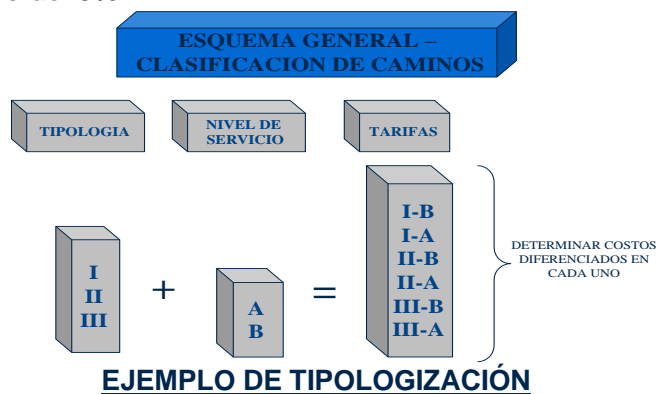 ESQUEMA GENERAL –
CLASIFICACION DE CAMINOS
TIPOLOGIA
NIVEL DE
SERVICIO
TARIFAS
I
II
III
+
A
B
=
I-B
I-A
II-B
II-A
III-B
III-A
DETERMINAR COSTOS
DIFERENCIADOS EN
CADA UNO
EJEMPLO DE TIPOLOGIZACIÓN